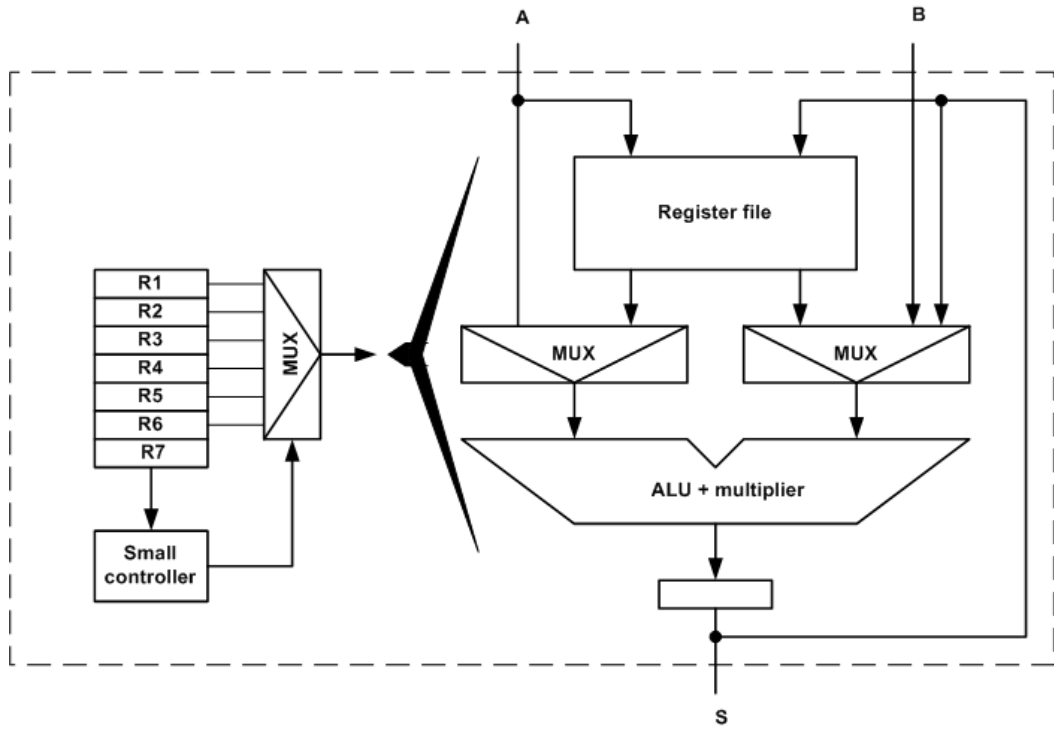 A
B
Register file
R1
R2
R3
R4
R5
R6
R7
MUX
MUX
MUX
ALU + multiplier
Small
controller
S